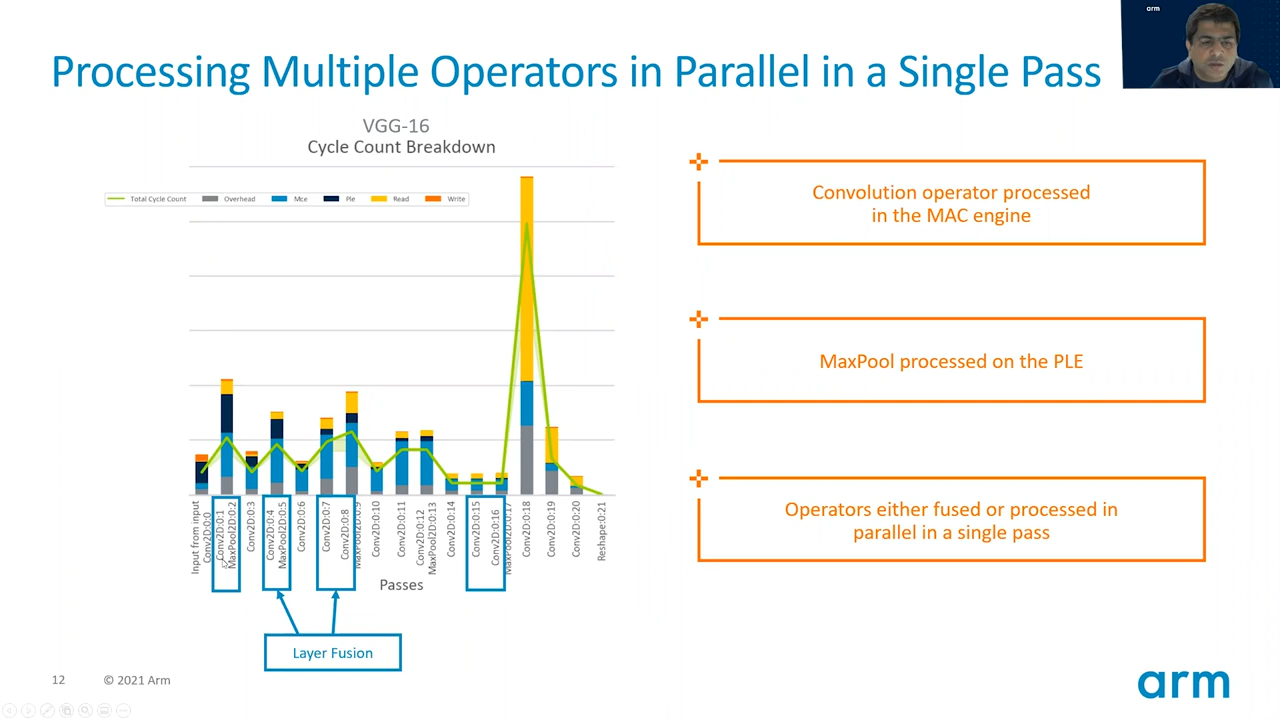 arm
Processing Multiple Operators in Parallel in a Single Pass
VGG-16
Cycle Count Breakdown
Total Cycle Count
Overhead
Mce
Ple
Read
Write
Input from input
Conv2D:0:0
Conv2D:0:1
MaxPool2D:0:2
Conv2D:0:3
Conv2D:0:4
MaxPool2D:0:5
Conv2D:0:6
Conv2D:0:7
Conv2D:0:8
MaxPool2D:0:9
Conv2D:0:10
Conv2D:0:11
Conv2D:0:12
MaxPool2D:0:13
Conv2D:0:14
Conv2D:0:15
Conv2D:0:16
MaxPool2D:0:17
Conv2D:0:18
Conv2D:0:19
Conv2D:0:20
Reshape:0:21
Passes
Layer Fusion
Convolution operator processed
in the MAC engine
MaxPool processed on the PLE
Operators either fused or processed in
parallel in a single pass
12
© 2021 Arm
arm